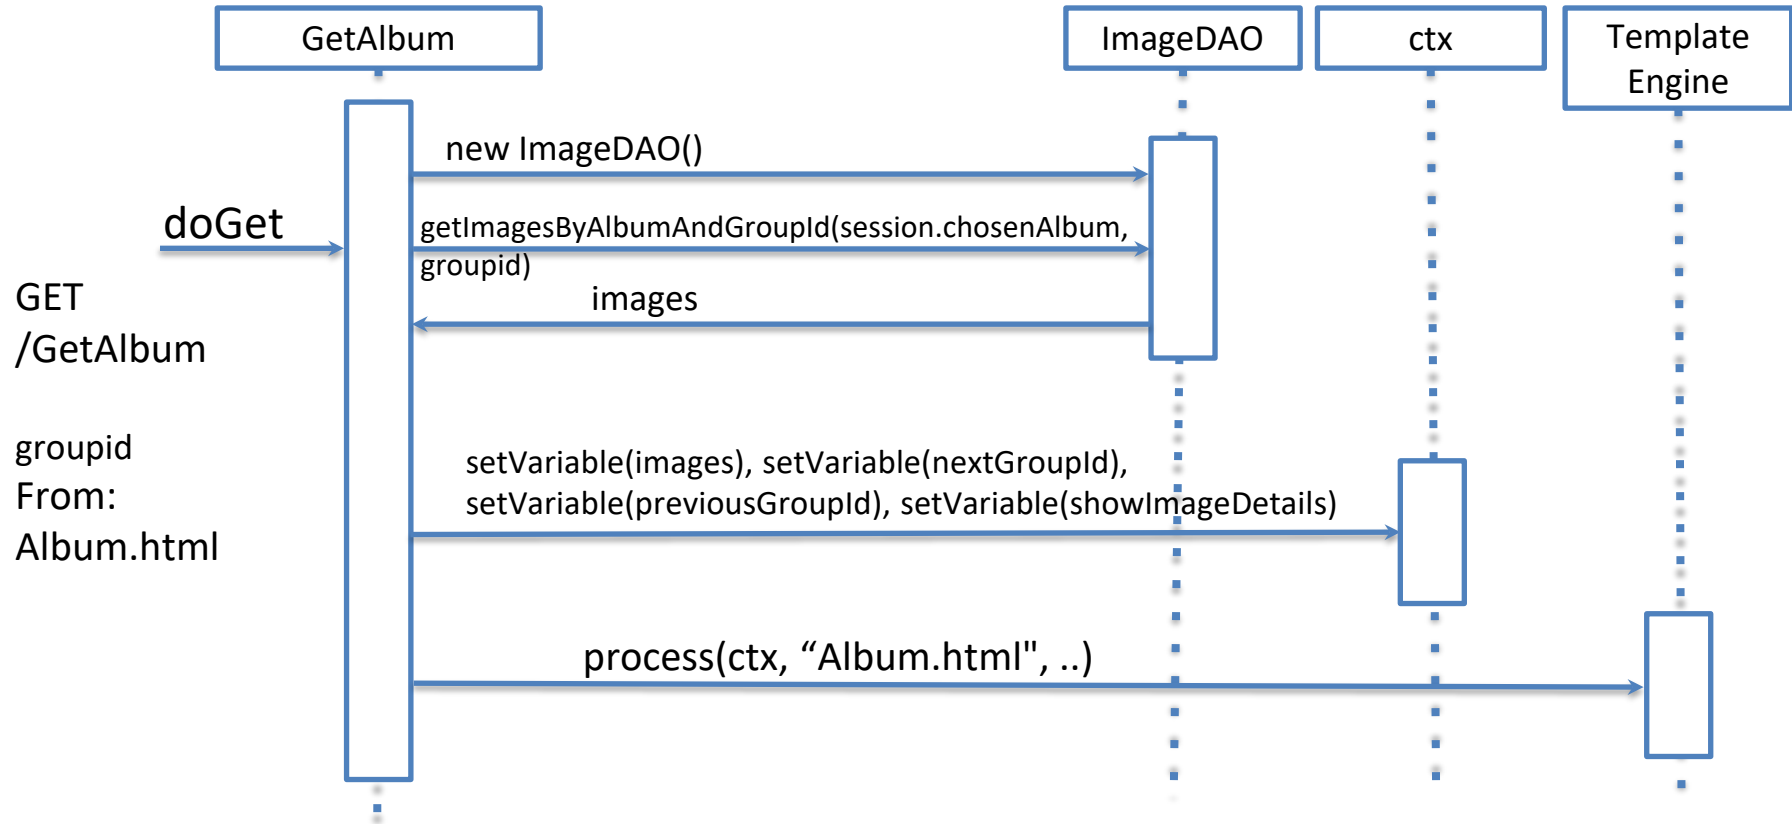 GetAlbum
ImageDAO
ctx
Template
Engine
new ImageDAO()
doGet
getImagesByAlbumAndGroupId(session.chosenAlbum,
groupid)
images
GET
/GetAlbum
groupid
From:
Album.html
setVariable(images), setVariable(nextGroupId),
setVariable(previousGroupId), setVariable(showImageDetails)
process(ctx, “Album.html", ..)